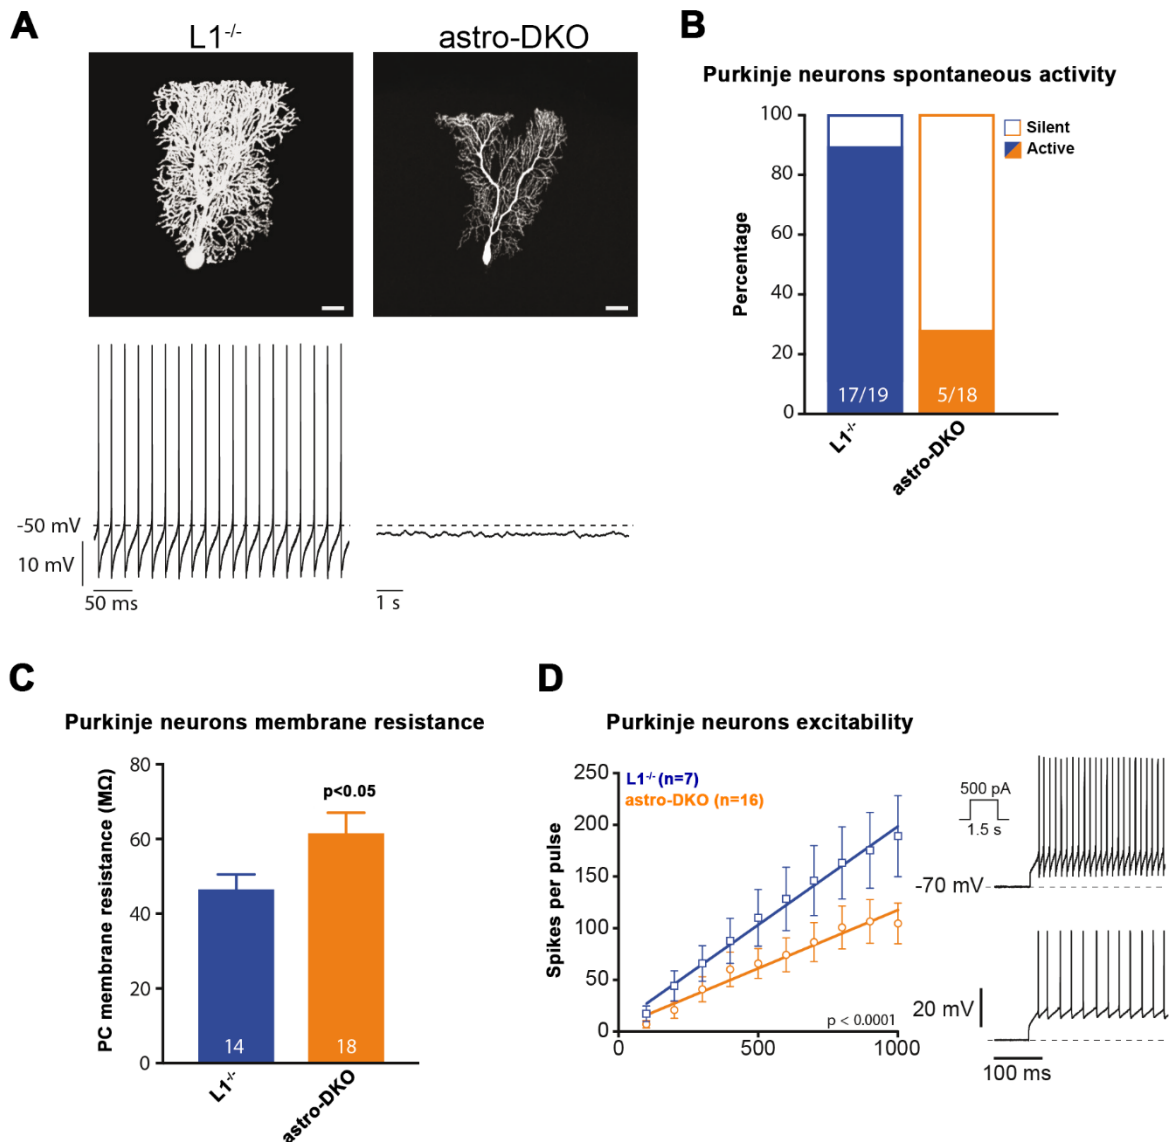 A
L1-/-
astro-DKO
-50 mV
10 mV
50 ms
1 s
B
Purkinje neurons spontaneous activity
Percentage
100
80
60
40
20
0
Silent
Active
17/19
5/18
L1-/-
astro-DKO
C
Purkinje neurons membrane resistance
PC membrane resistance (MΩ)
80
60
40
20
0
p<0.05
14
18
L1-/-
astro-DKO
D
Purkinje neurons excitability
Spikes per pulse
250
200
150
100
50
0
L1-/- (n=7)
astro-DKO (n=16)
p < 0.0001
0
500
1000
500 pA
1.5 s
-70 mV
20 mV
100 ms